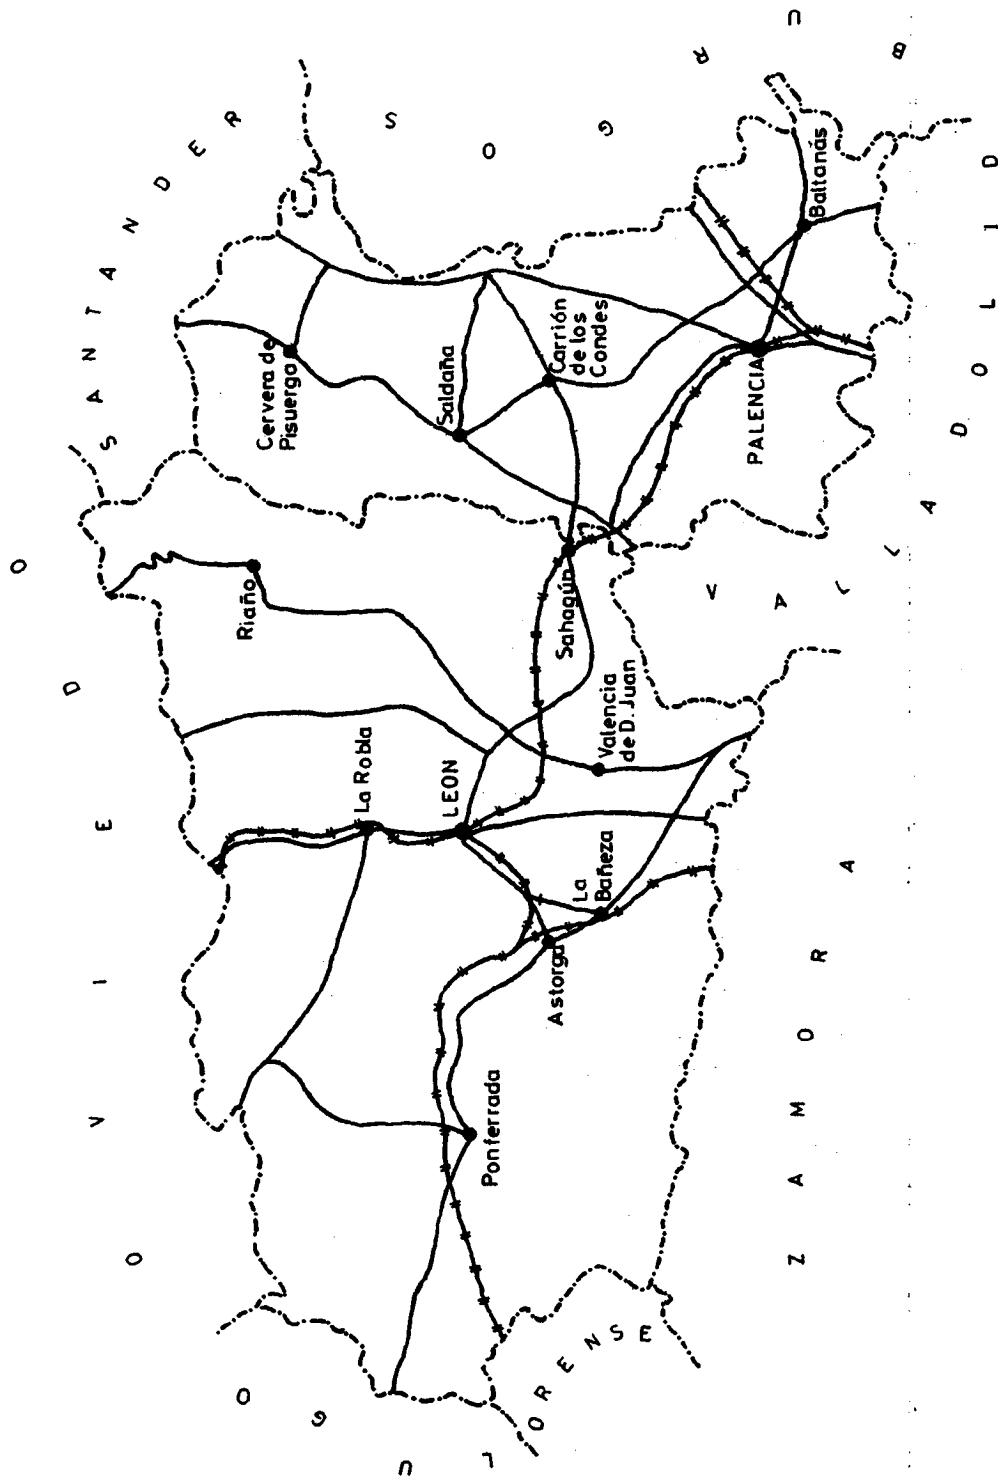 OVIEDO
SANTANDER
BURGOS
LUGO
ORENSE
ZAMORA
VALLADOLID
Riaño
Cervera de
Pisuerga
La Robla
LEON
Saldaña
Ponferrada
Astorga
La
Bañeza
Valencia
de D. Juan
Sahagún
Carrión
de los
Condes
PALENCIA
Baltanás